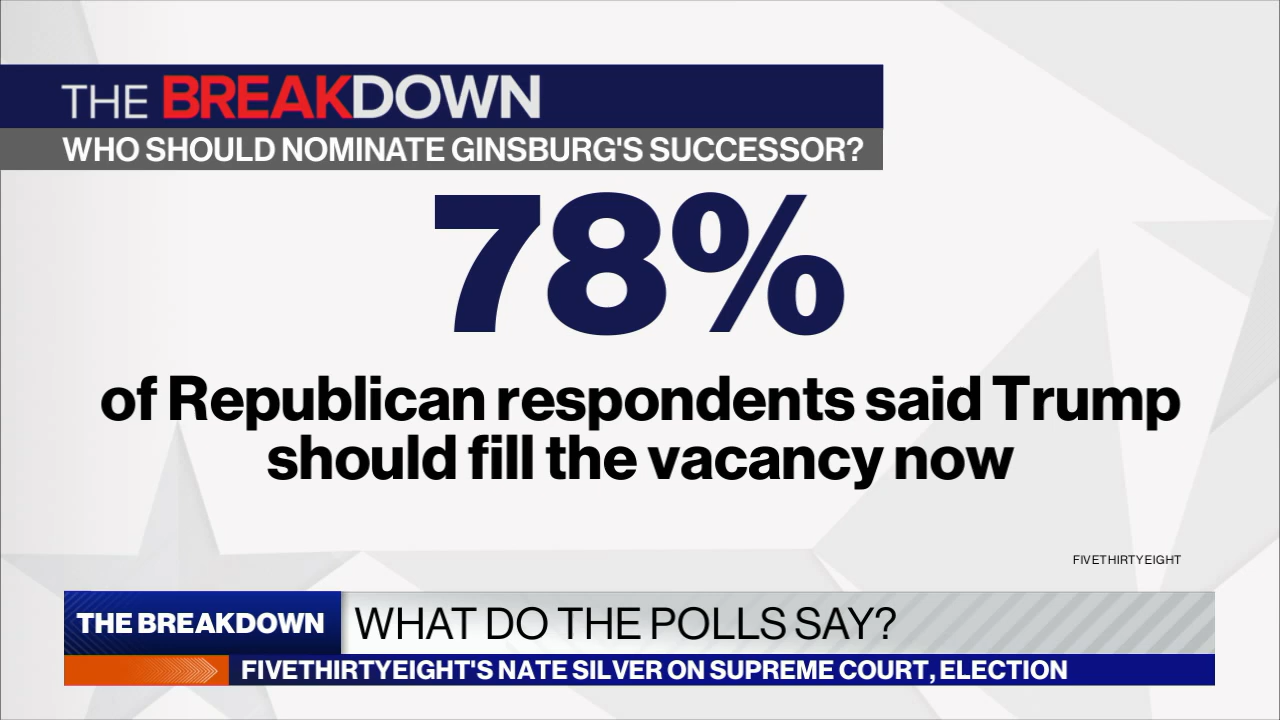 THE BREAKDOWN
WHO SHOULD NOMINATE GINSBURG'S SUCCESSOR?
78%
of Republican respondents said Trump
should fill the vacancy now
FIVETHIRTYEIGHT
THE BREAKDOWN
WHAT DO THE POLLS SAY?
FIVETHIRTYEIGHT'S NATE SILVER ON SUPREME COURT, ELECTION